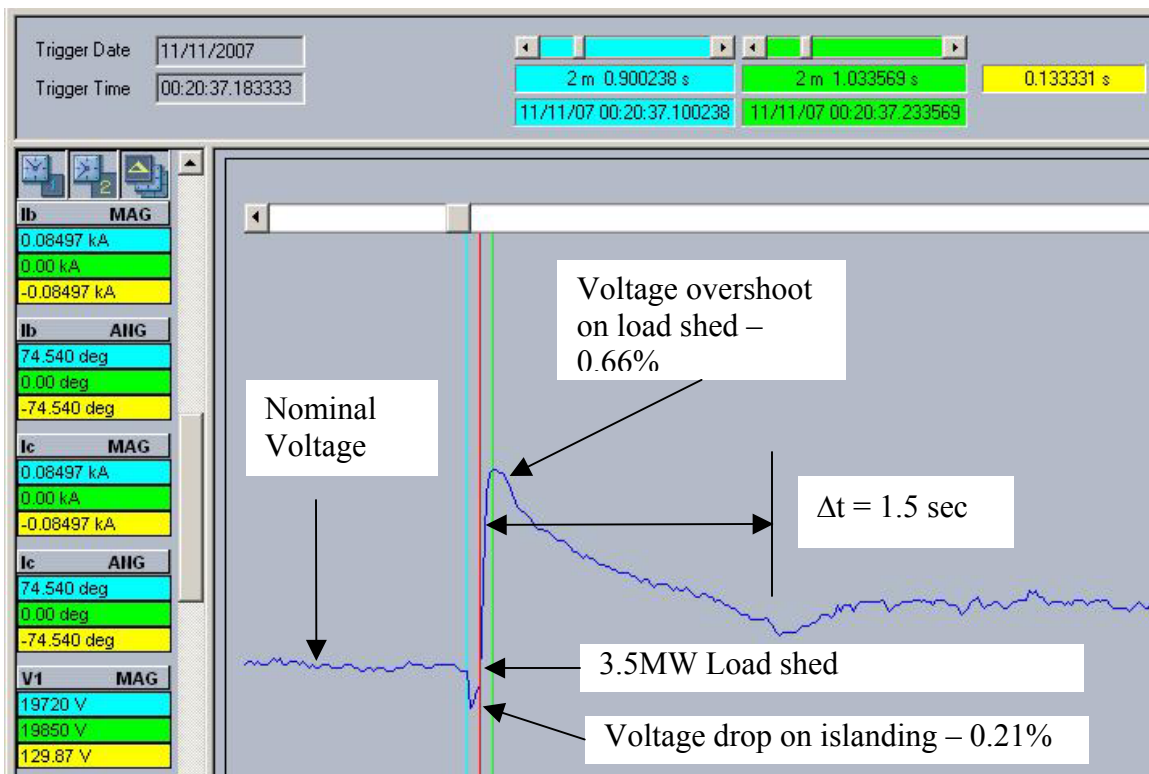 Trigger Date 11/11/2007
Trigger Time 00:20:37.183333
2 m 0.900238 s
2 m 1.033569 s
0.133331 s
11/11/07 00:20:37.100238
11/11/07 00:20:37.233569
1
2
Ib MAG
0.08497 kA
0.00 kA
-0.08497 kA
Ib ANG
74.540 deg
0.00 deg
-74.540 deg
Ic MAG
0.08497 kA
0.00 kA
-0.08497 kA
Ic ANG
74.540 deg
0.00 deg
-74.540 deg
V1 MAG
19720 V
19850 V
129.87 V
Voltage overshoot
on load shed –
0.66%
Nominal
Voltage
Δt = 1.5 sec
3.5MW Load shed
Voltage drop on islanding – 0.21%